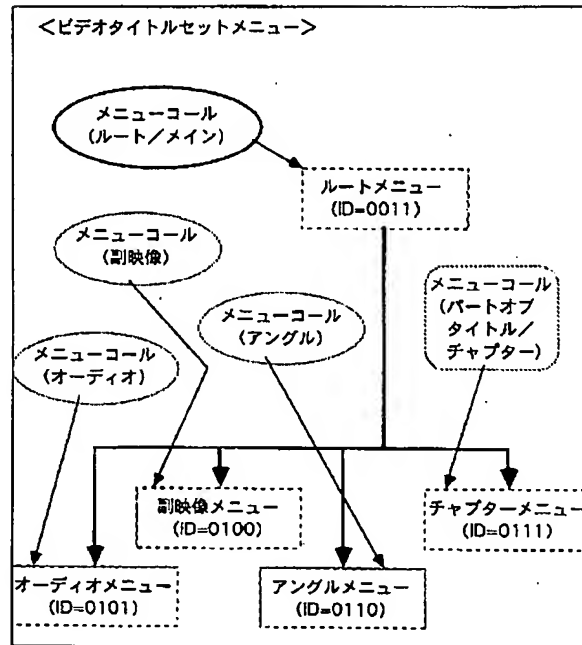 <ビデオタイトルセットメニュー>
メニューコール
(ルート/メイン)
ルートメニュー
(ID=0011)
メニューコール
(副映像)
メニューコール
(アングル)
メニューコール
(パートオブ
タイトル/
チャプター)
メニューコール
(オーディオ)
副映像メニュー
(ID=0100)
チャプターメニュー
(ID=0111)
オーディオメニュー
(ID=0101)
アングルメニュー
(ID=0110)